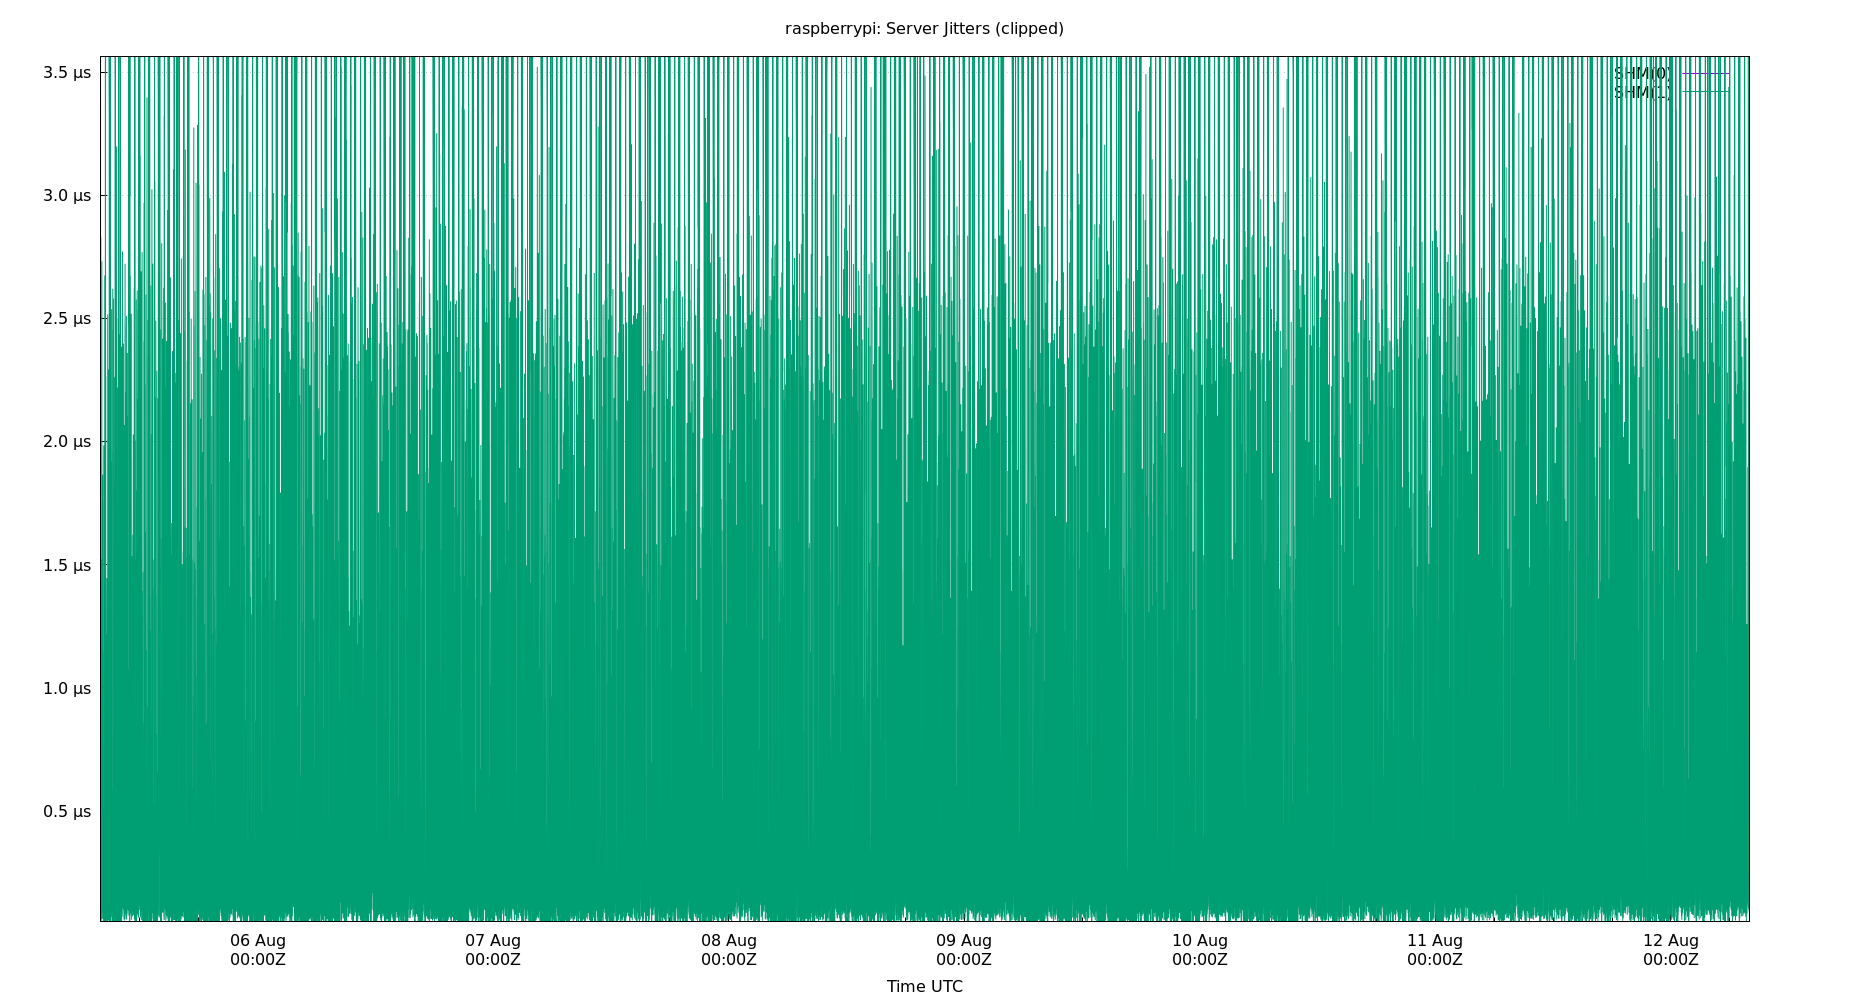 raspberrypi: Server Jitters (clipped)
3.5 μs
SHM(0)
SHM(1)
3.0 μs
2.5 μs
2.0 μs
1.5 μs
1.0 μs
0.5 μs
06 Aug 07 Aug 08 Aug 09 Aug 10 Aug 11 Aug 12 Aug
00:00Z 00:00Z 00:00Z 00:00Z 00:00Z 00:00Z 00:00Z
Time UTC